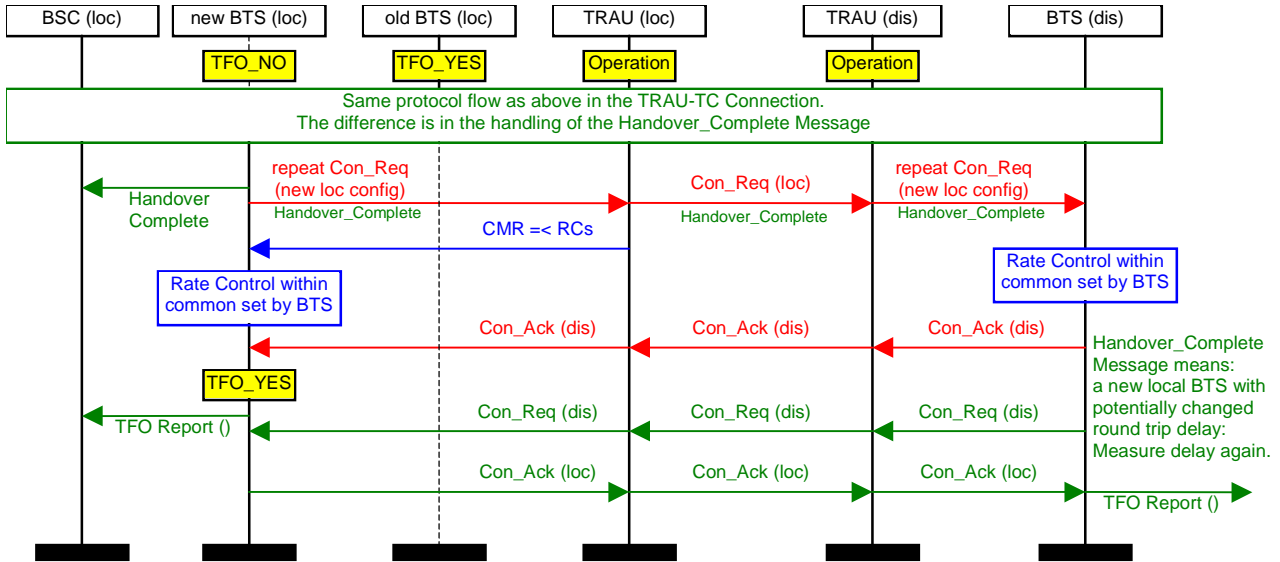 BSC (loc)
new BTS (loc)
old BTS (loc)
TRAU (loc)
TRAU (dis)
BTS (dis)
TFO_NO
TFO_YES
Operation
Operation
Same protocol flow as above in the TRAU-TC Connection.
The difference is in the handling of the Handover_Complete Message
Handover
Complete
repeat Con_Req
(new loc config)
Handover_Complete
Con_Req (loc)
Handover_Complete
repeat Con_Req
(new loc config)
Handover_Complete
CMR =< RCs
Rate Control within
common set by BTS
Rate Control within
common set by BTS
Con_Ack (dis)
Con_Ack (dis)
Con_Ack (dis)
Handover_Complete
Message means:
a new local BTS with
potentially changed
round trip delay:
Measure delay again.
TFO_YES
TFO Report ()
Con_Req (dis)
Con_Req (dis)
Con_Req (dis)
Con_Ack (loc)
Con_Ack (loc)
Con_Ack (loc)
TFO Report ()